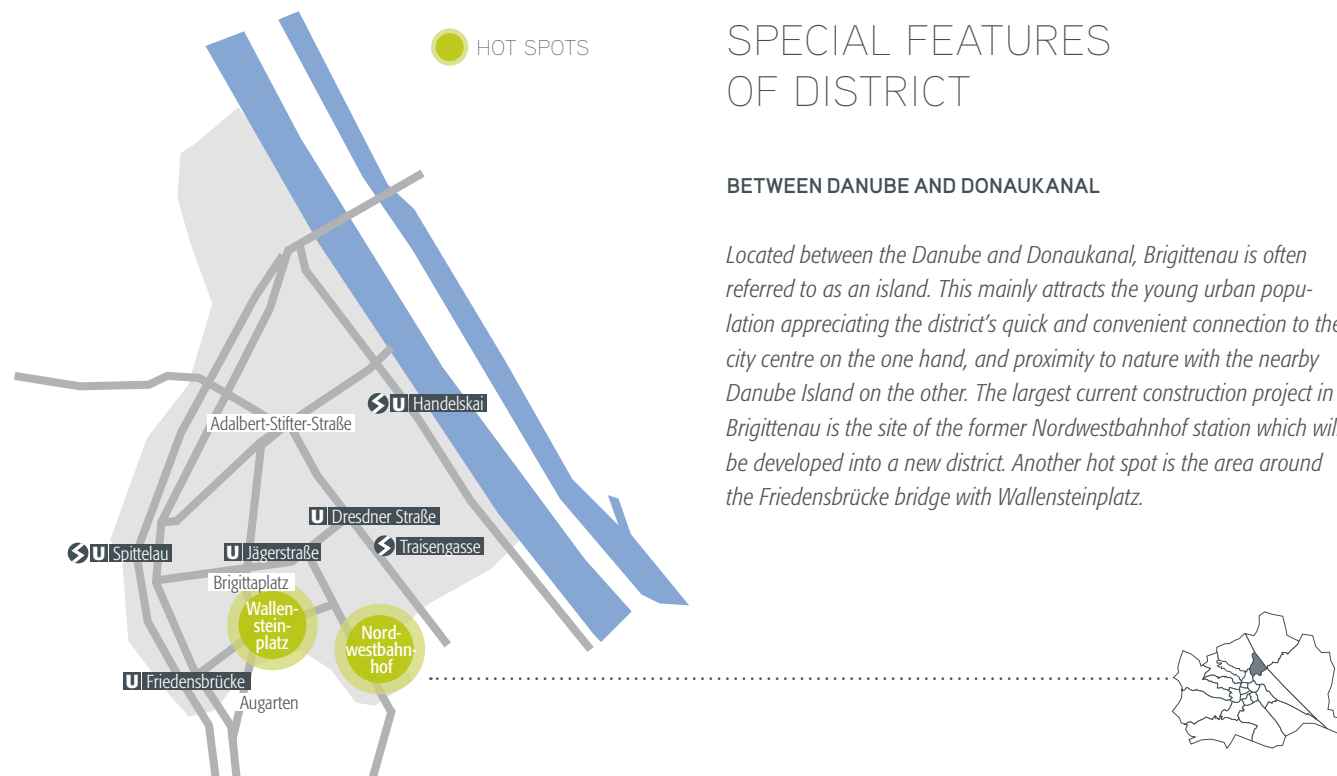 HOT SPOTS
SPECIAL FEATURES
OF DISTRICT
BETWEEN DANUBE AND DONAUKANAL
Located between the Danube and Donaukanal, Brigittenau is often
referred to as an island. This mainly attracts the young urban popu-
lation appreciating the district's quick and convenient connection to the
city centre on the one hand, and proximity to nature with the nearby
Danube Island on the other. The largest current construction project in
Brigittenau is the site of the former Nordwestbahnhof station which will
be developed into a new district. Another hot spot is the area around
the Friedensbrücke bridge with Wallensteinplatz.
S U Handelskai
Adalbert-Stifter-Straße
U Dresdner Straße
S U Spittelau
U Jägerstraße
S Traisengasse
Brigittaplatz
Wallen-
stein-
platz
Nord-
westbahn-
hof
U Friedensbrücke
Augarten